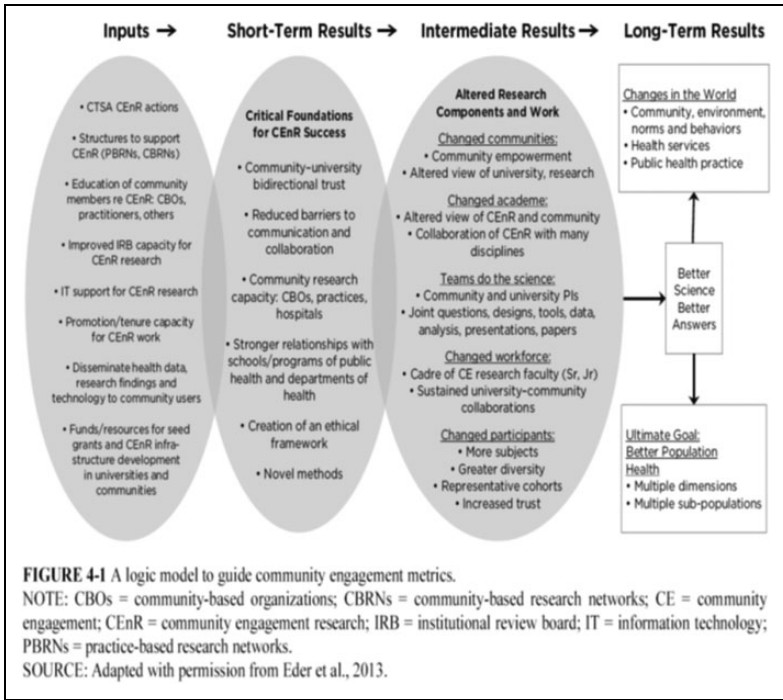 Inputs →
Short-Term Results →
Intermediate Results →
Long-Term Results
• CTSA CEnR actions
• Structures to support
CEnR (PBRNs, CBRNs)
• Education of community
members re CEnR: CBOs,
practitioners, others
• Improved IRB capacity for
CEnR research
• IT support for CEnR research
• Promotion/tenure capacity
for CEnR work
• Disseminate health data,
research findings and
technology to community users
• Funds/resources for seed
grants and CEnR infra-
structure development
in universities and
communities
Critical Foundations
for CEnR Success
• Community–university
bidirectional trust
• Reduced barriers to
communication and
collaboration
• Community research
capacity: CBOs, practices,
hospitals
• Stronger relationships with
schools/programs of public
health and departments of
health
• Creation of an ethical
framework
• Novel methods
Altered Research
Components and Work
Changed communities:
• Community empowerment
• Altered view of university, research
Changed academe:
• Altered view of CEnR and community
• Collaboration of CEnR with many
disciplines
Teams do the science:
• Community and university PIs
• Joint questions, designs, tools, data,
analysis, presentations, papers
Changed workforce:
• Cadre of CE research faculty (Sr, Jr)
• Sustained university–community
collaborations
Changed participants:
• More subjects
• Greater diversity
• Representative cohorts
• Increased trust
Changes in the World
• Community, environment,
norms and behaviors
• Health services
• Public health practice
Better
Science
Better
Answers
Ultimate Goal:
Better Population
Health
• Multiple dimensions
• Multiple sub-populations
FIGURE 4-1 A logic model to guide community engagement metrics.
NOTE: CBOs = community-based organizations; CBRNs = community-based research networks; CE = community
engagement; CEnR = community engagement research; IRB = institutional review board; IT = information technology;
PBRNs = practice-based research networks.
SOURCE: Adapted with permission from Eder et al., 2013.